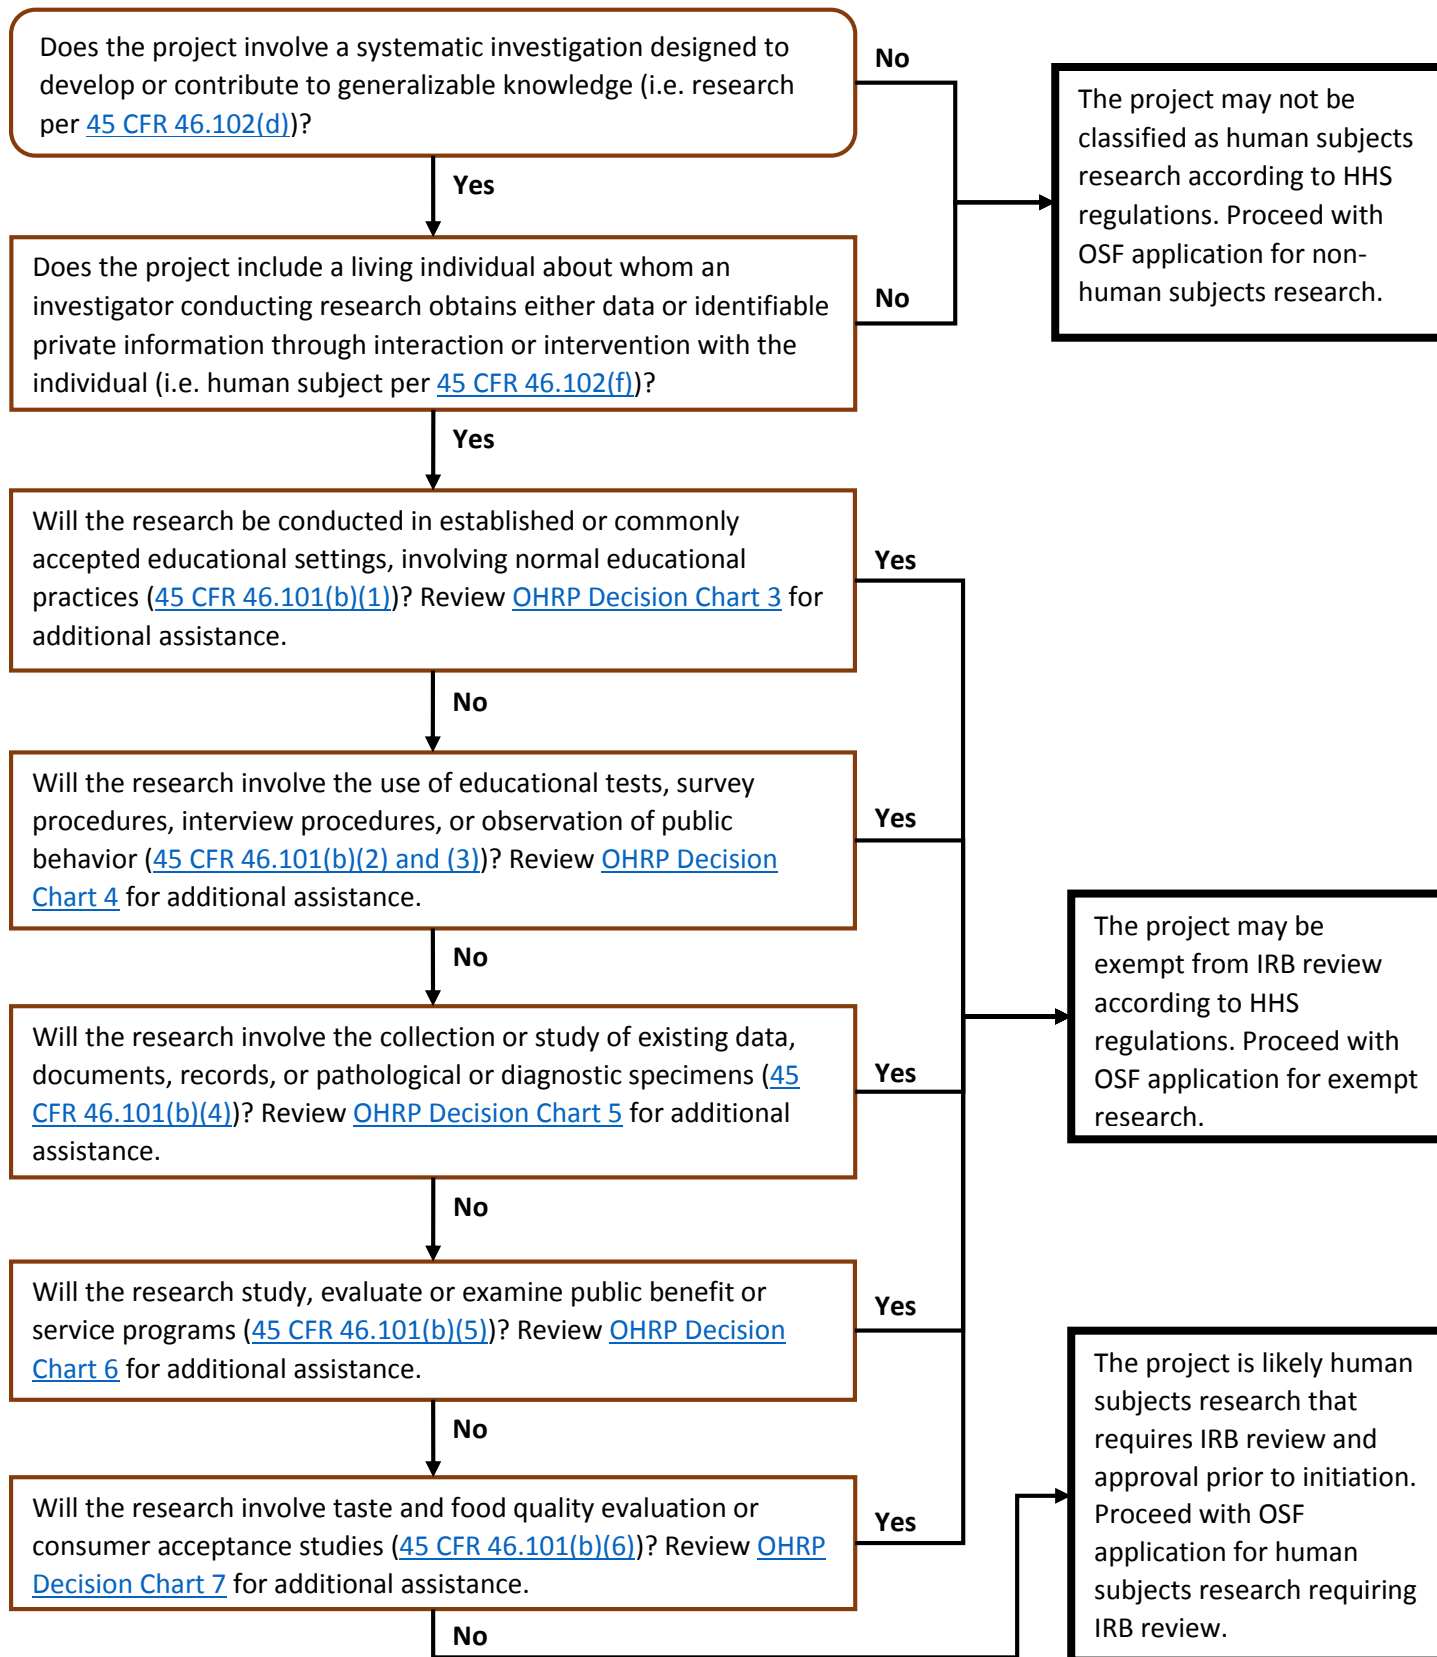 Does the project involve a systematic investigation designed to
develop or contribute to generalizable knowledge (i.e. research
per 45 CFR 46.102(d))?
No
The project may not be
classified as human subjects
research according to HHS
regulations. Proceed with
OSF application for non-
human subjects research.
Yes
Does the project include a living individual about whom an
investigator conducting research obtains either data or identifiable
private information through interaction or intervention with the
individual (i.e. human subject per 45 CFR 46.102(f))?
No
Yes
Will the research be conducted in established or commonly
accepted educational settings, involving normal educational
practices (45 CFR 46.101(b)(1))? Review OHRP Decision Chart 3 for
additional assistance.
Yes
No
Will the research involve the use of educational tests, survey
procedures, interview procedures, or observation of public
behavior (45 CFR 46.101(b)(2) and (3))? Review OHRP Decision
Chart 4 for additional assistance.
Yes
No
The project may be
exempt from IRB review
according to HHS
regulations. Proceed with
OSF application for exempt
research.
Will the research involve the collection or study of existing data,
documents, records, or pathological or diagnostic specimens (45
CFR 46.101(b)(4))? Review OHRP Decision Chart 5 for additional
assistance.
Yes
No
Will the research study, evaluate or examine public benefit or
service programs (45 CFR 46.101(b)(5))? Review OHRP Decision
Chart 6 for additional assistance.
Yes
No
The project is likely human
subjects research that
requires IRB review and
approval prior to initiation.
Proceed with OSF
application for human
subjects research requiring
IRB review.
Will the research involve taste and food quality evaluation or
consumer acceptance studies (45 CFR 46.101(b)(6))? Review OHRP
Decision Chart 7 for additional assistance.
Yes
No